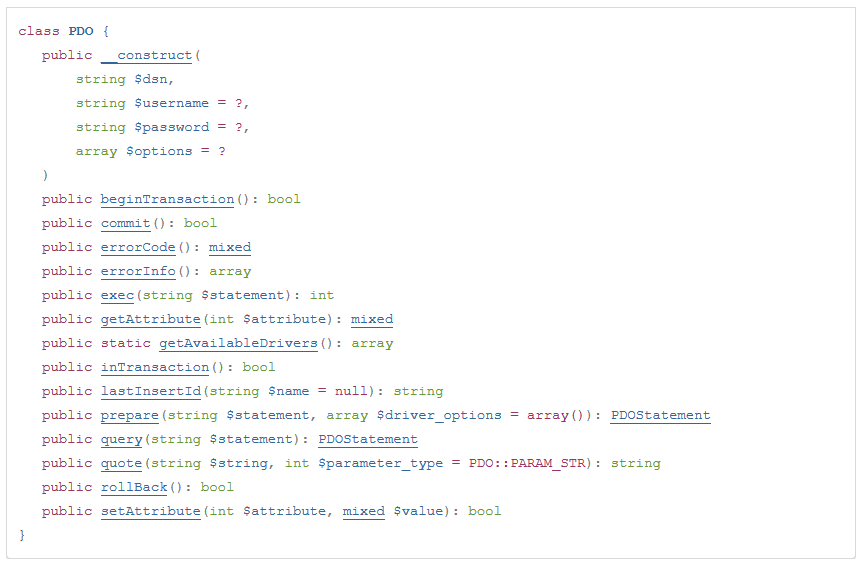 class PDO {
public __construct(
string $dsn,
string $username = ?,
string $password = ?,
array $options = ?
)
public beginTransaction(): bool
public commit(): bool
public errorCode(): mixed
public errorInfo(): array
public exec(string $statement): int
public getAttribute(int $attribute): mixed
public static getAvailableDrivers(): array
public inTransaction(): bool
public lastInsertId(string $name = null): string
public prepare(string $statement, array $driver_options = array()): PDOStatement
public query(string $statement): PDOStatement
public quote(string $string, int $parameter_type = PDO::PARAM_STR): string
public rollBack(): bool
public setAttribute(int $attribute, mixed $value): bool
}